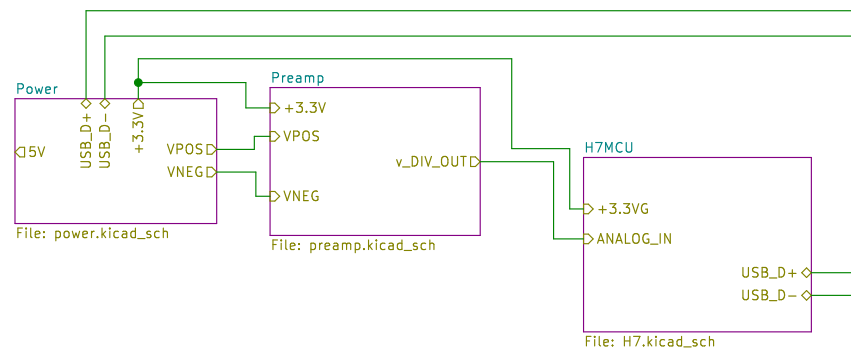 Power
5V
USB_D+
USB_D-
+3.3V
VPOS
VNEG
File: power.kicad_sch
Preamp
+3.3V
VPOS
VNEG
v_DIV_OUT
File: preamp.kicad_sch
H7MCU
+3.3VG
ANALOG_IN
USB_D+
USB_D-
File: H7.kicad_sch